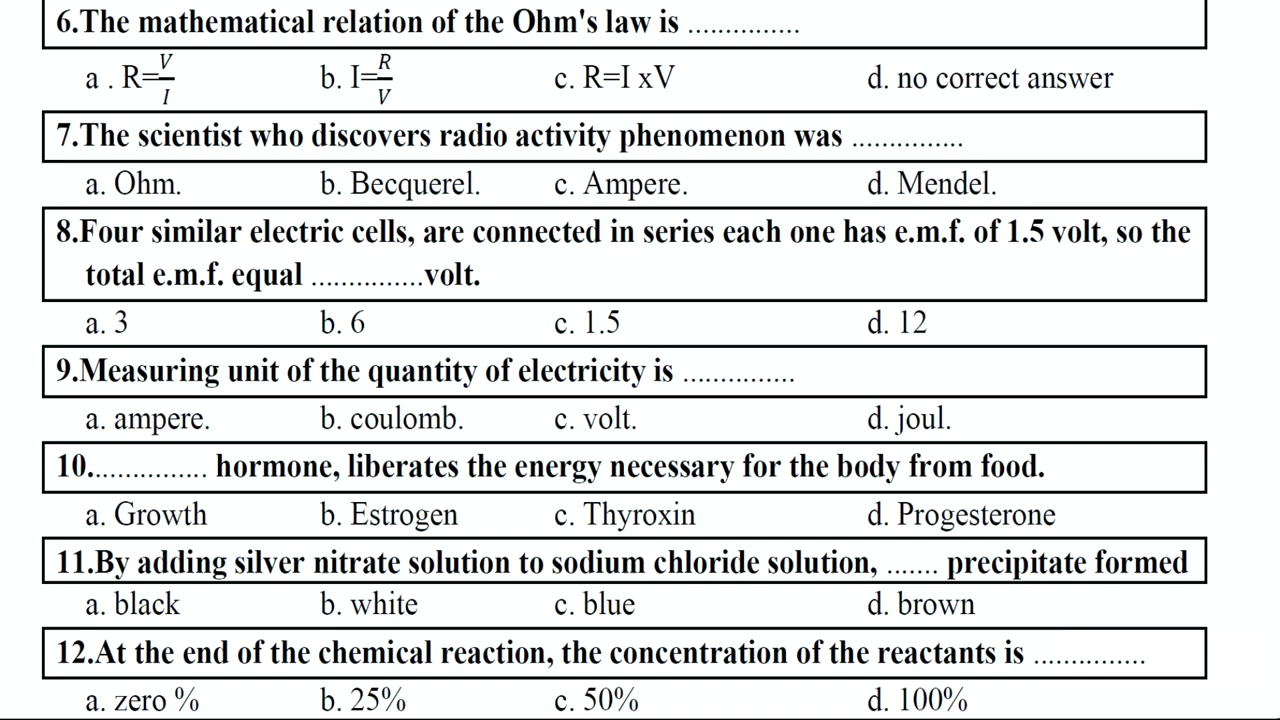 6.The mathematical relation of the Ohm's law is ...............
a . R=V/I b. I=R/V c. R=I xV d. no correct answer
7.The scientist who discovers radio activity phenomenon was ...............
a. Ohm. b. Becquerel. c. Ampere. d. Mendel.
8.Four similar electric cells, are connected in series each one has e.m.f. of 1.5 volt, so the
total e.m.f. equal ...............volt.
a. 3 b. 6 c. 1.5 d. 12
9.Measuring unit of the quantity of electricity is ...............
a. ampere. b. coulomb. c. volt. d. joul.
10................ hormone, liberates the energy necessary for the body from food.
a. Growth b. Estrogen c. Thyroxin d. Progesterone
11.By adding silver nitrate solution to sodium chloride solution, ....... precipitate formed
a. black b. white c. blue d. brown
12.At the end of the chemical reaction, the concentration of the reactants is ...............
a. zero % b. 25% c. 50% d. 100%